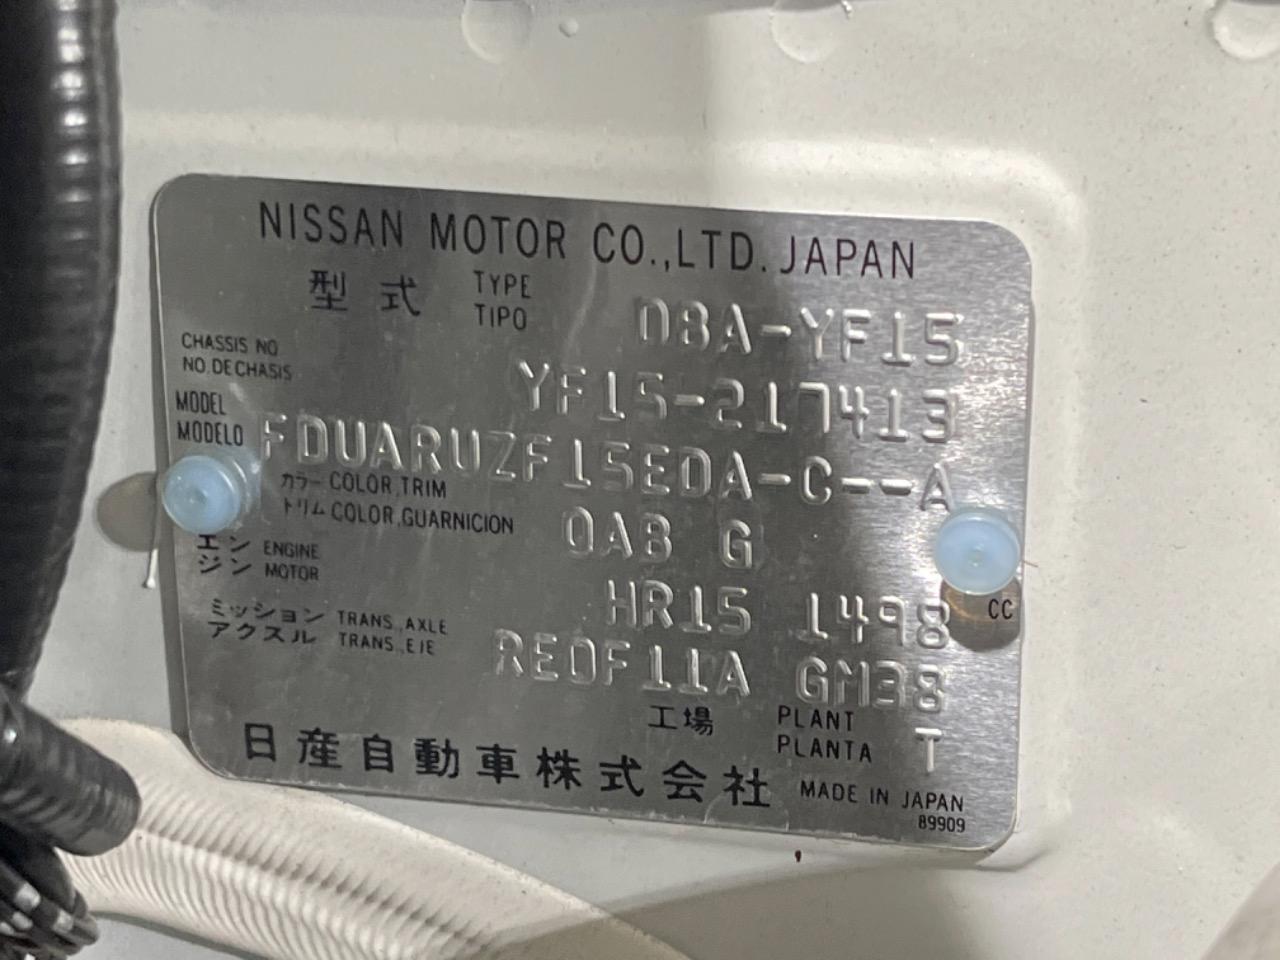 NISSAN MOTOR CO.,LTD. JAPAN
型式 TYPE
TIPO DBA-YF15
CHASSIS NO
NO.DE CHASIS YF15-217413
MODEL
MODELO FDUARUZF15EDA-C--A
カラー COLOR,TRIM
トリム COLOR,GUARNICION QAB G
エン ENGINE
ジン MOTOR HR15 1498 CC
ミッション TRANS.,AXLE
アクスル TRANS.,EJE RE0F11A GM38
工場 PLANT
PLANTA T
日産自動車株式会社 MADE IN JAPAN
89909